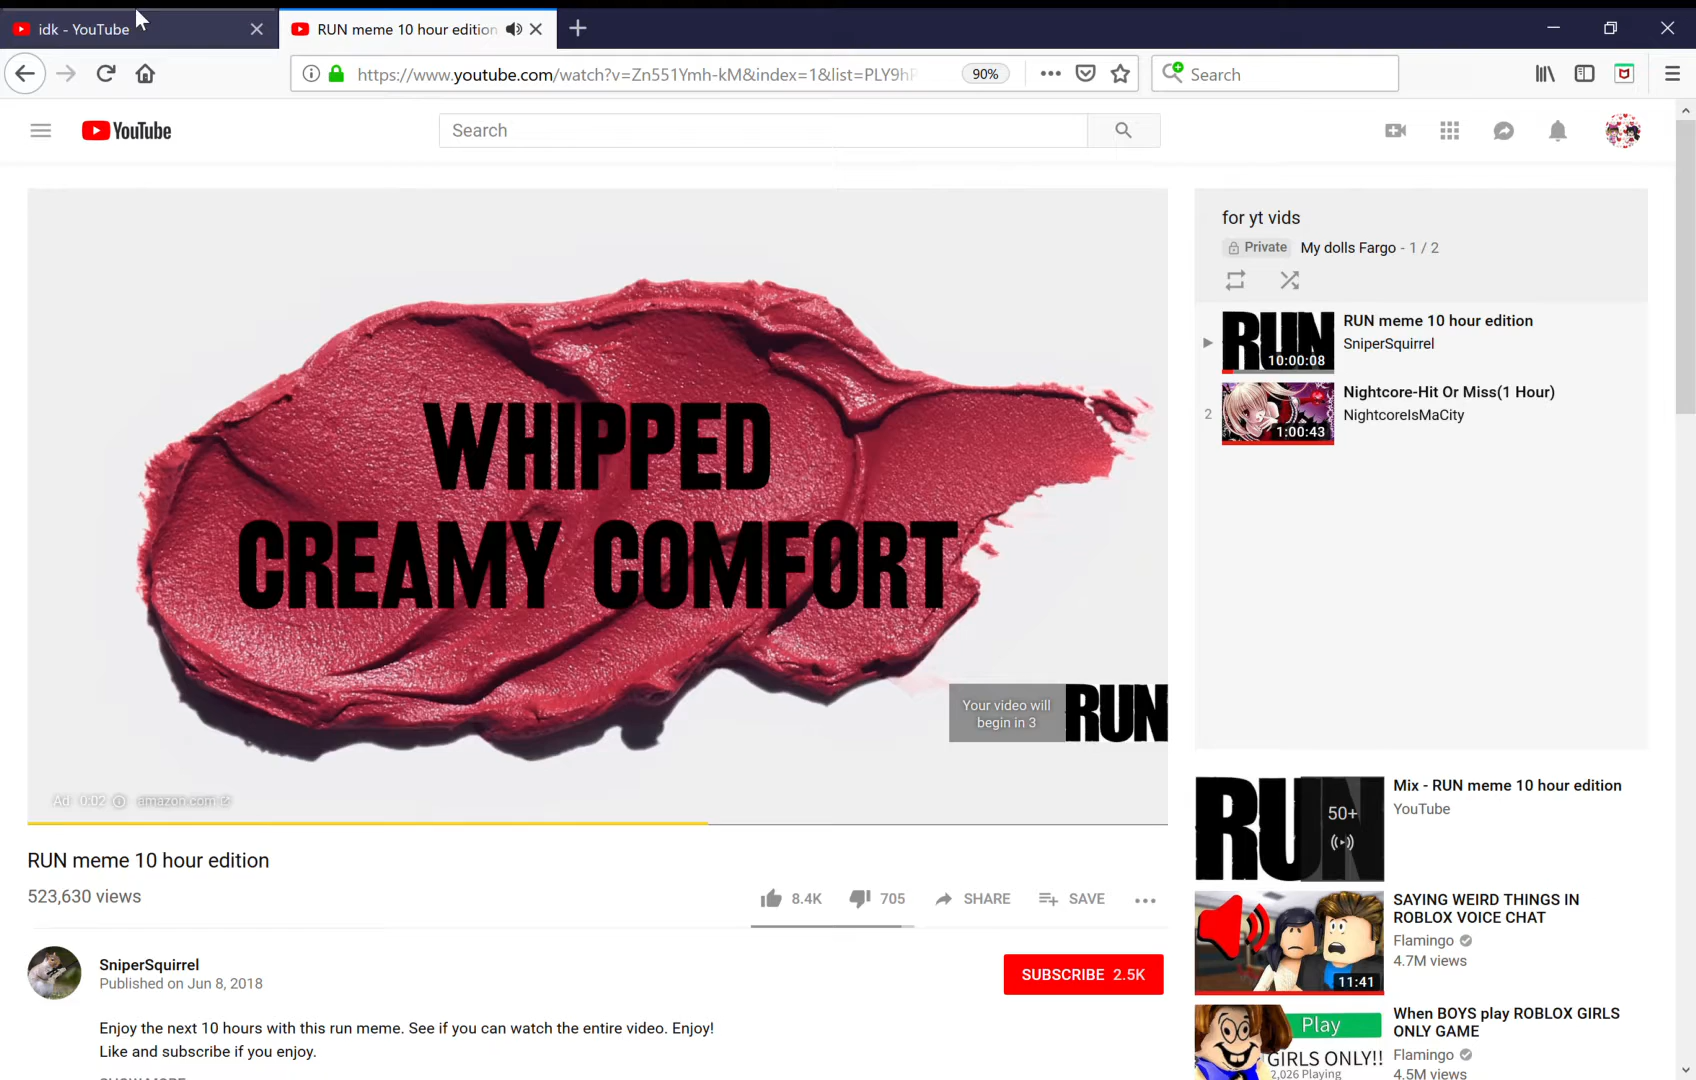 idk - YouTube
RUN meme 10 hour edition
https://www.youtube.com/watch?v=Zn551Ymh-kM&index=1&list=PLY9hP
90%
Search
YouTube
Search
WHIPPED
CREAMY COMFORT
Your video will
begin in 3
RUN
Ad · 0:02 amazon.com
for yt vids
Private My dolls Fargo - 1 / 2
RUN
10:00:08
RUN meme 10 hour edition
SniperSquirrel
2
1:00:43
Nightcore-Hit Or Miss(1 Hour)
NightcoreIsMaCity
RUN meme 10 hour edition
523,630 views
8.4K 705 SHARE SAVE
SniperSquirrel
Published on Jun 8, 2018
SUBSCRIBE 2.5K
Enjoy the next 10 hours with this run meme. See if you can watch the entire video. Enjoy!
Like and subscribe if you enjoy.
SHOW MORE
RUN
50+
Mix - RUN meme 10 hour edition
YouTube
11:41
SAYING WEIRD THINGS IN
ROBLOX VOICE CHAT
Flamingo
4.7M views
Play
GIRLS ONLY!!
2,026 Playing
When BOYS play ROBLOX GIRLS
ONLY GAME
Flamingo
4.5M views